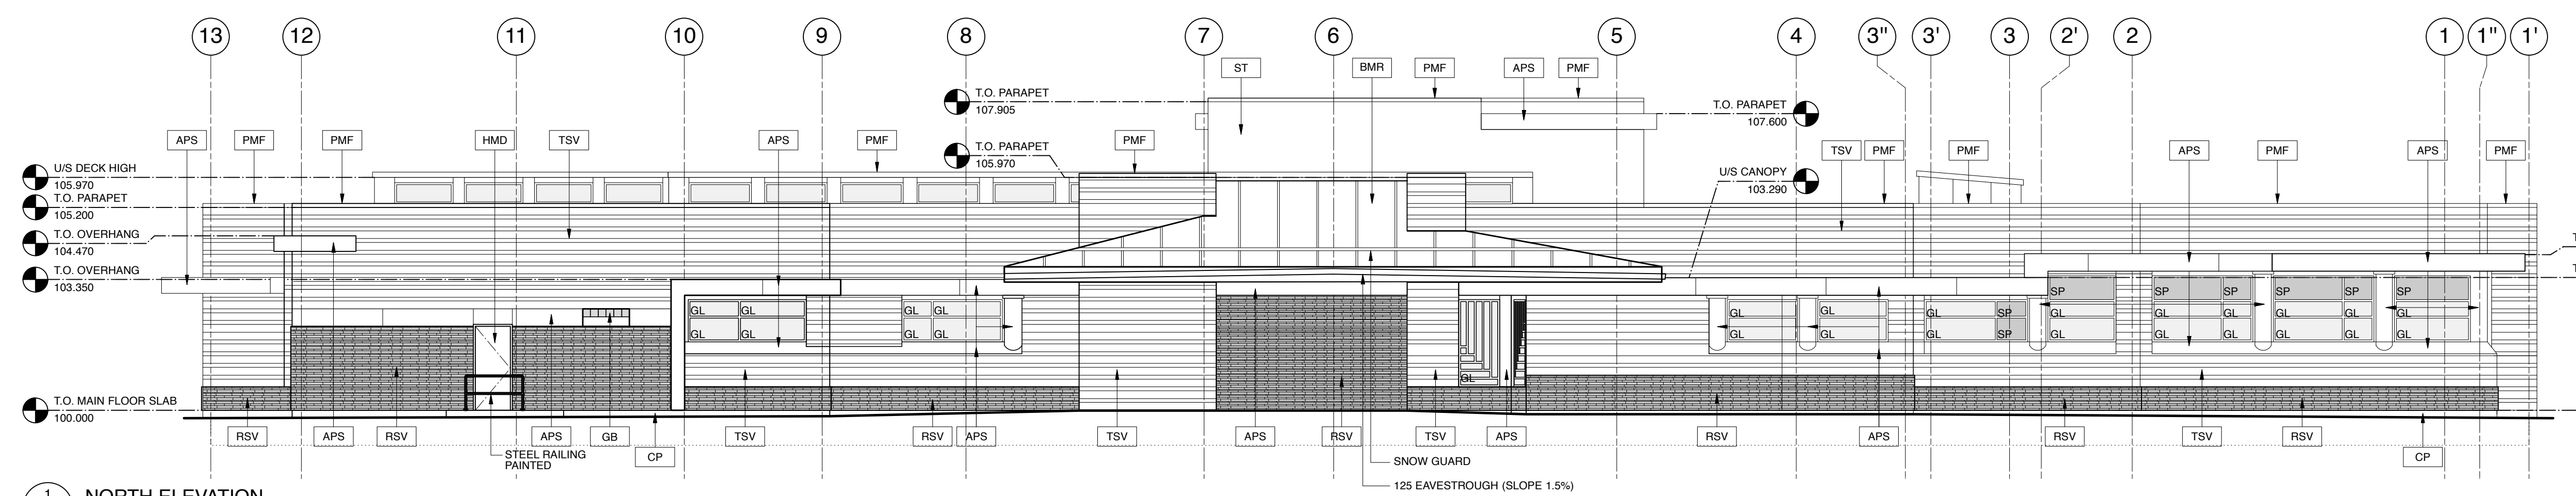 13 12 11 10 9 8 7 6 5 4 3" 3' 3 2' 2 1 1" 1'
ST BMR PMF APS PMF
T.O. PARAPET
107.905
T.O. PARAPET
107.600
APS PMF PMF HMD TSV APS PMF PMF TSV PMF PMF APS PMF APS PMF
T.O. PARAPET
105.970
U/S DECK HIGH
105.970
U/S CANOPY
103.290
T.O. PARAPET
105.200
T.O. OVERHANG
104.470
T.O. OVERHANG
103.350
SP SP SP SP SP SP
GL GL GL GL GL GL GL SP GL GL GL GL GL GL
GL GL GL GL GL GL GL SP GL GL GL GL GL GL
GL
T.O. MAIN FLOOR SLAB
100.000
RSV APS RSV APS GB TSV RSV APS TSV APS RSV TSV APS RSV APS RSV TSV RSV
STEEL RAILING
PAINTED
CP
CP
SNOW GUARD
125 EAVESTROUGH (SLOPE 1.5%)
1 NORTH ELEVATION